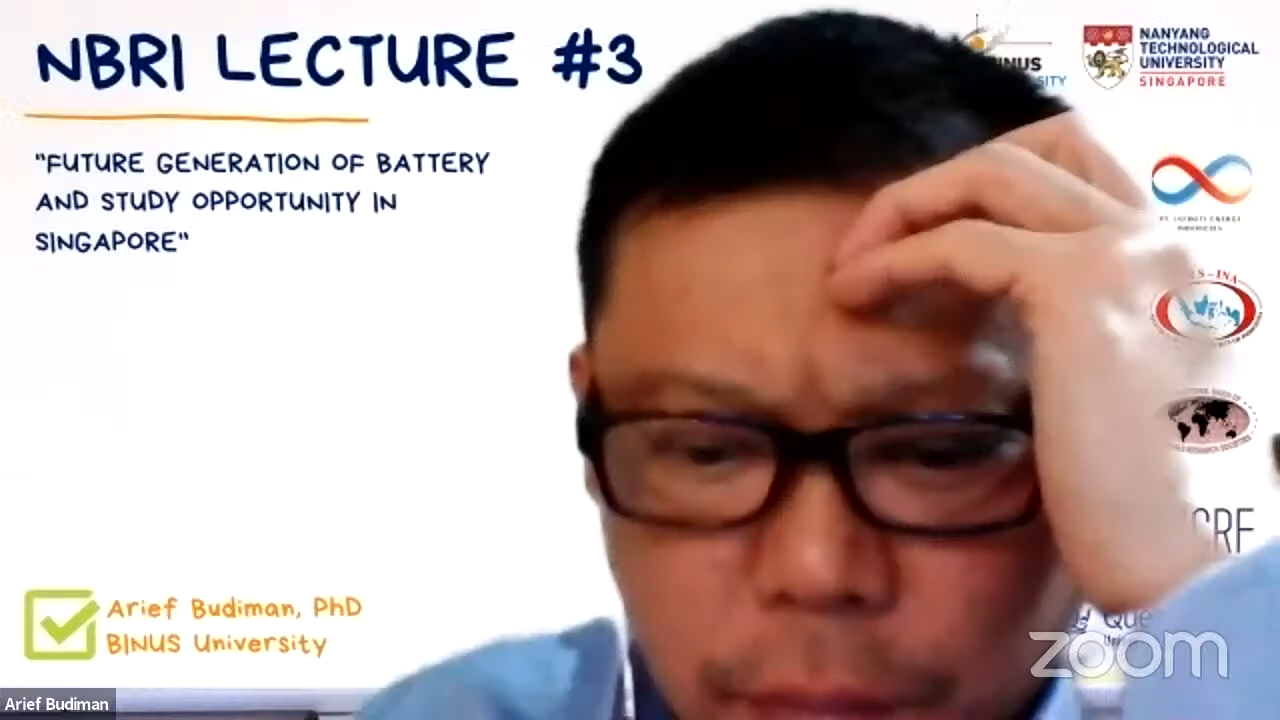 NBRI LECTURE #3
"FUTURE GENERATION OF BATTERY
AND STUDY OPPORTUNITY IN
SINGAPORE"
NANYANG
TECHNOLOGICAL
UNIVERSITY
SINGAPORE
Arief Budiman, PhD
BINUS University
zoom
Arief Budiman